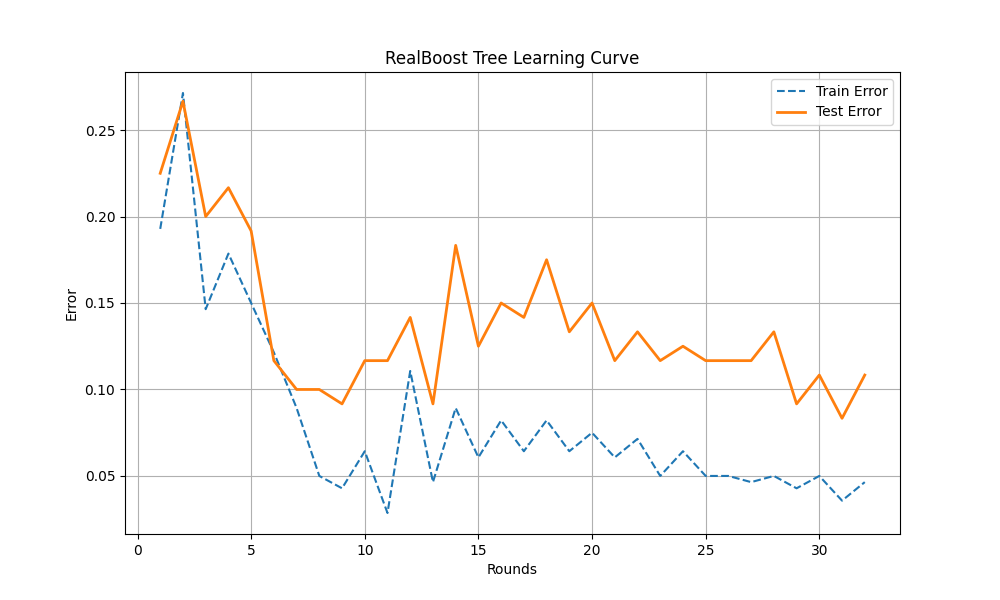 RealBoost Tree Learning Curve
Train Error
Test Error
0.25
0.20
0.15
0.10
0.05
Error
0 5 10 15 20 25 30
Rounds